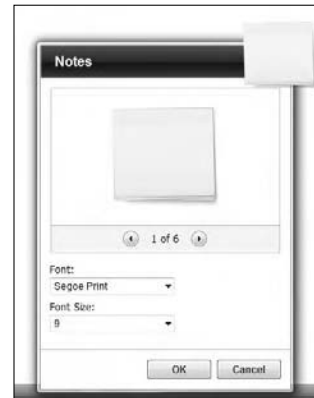 Notes
1 of 6
Font:
Segoe Print
Font Size:
9
OK Cancel